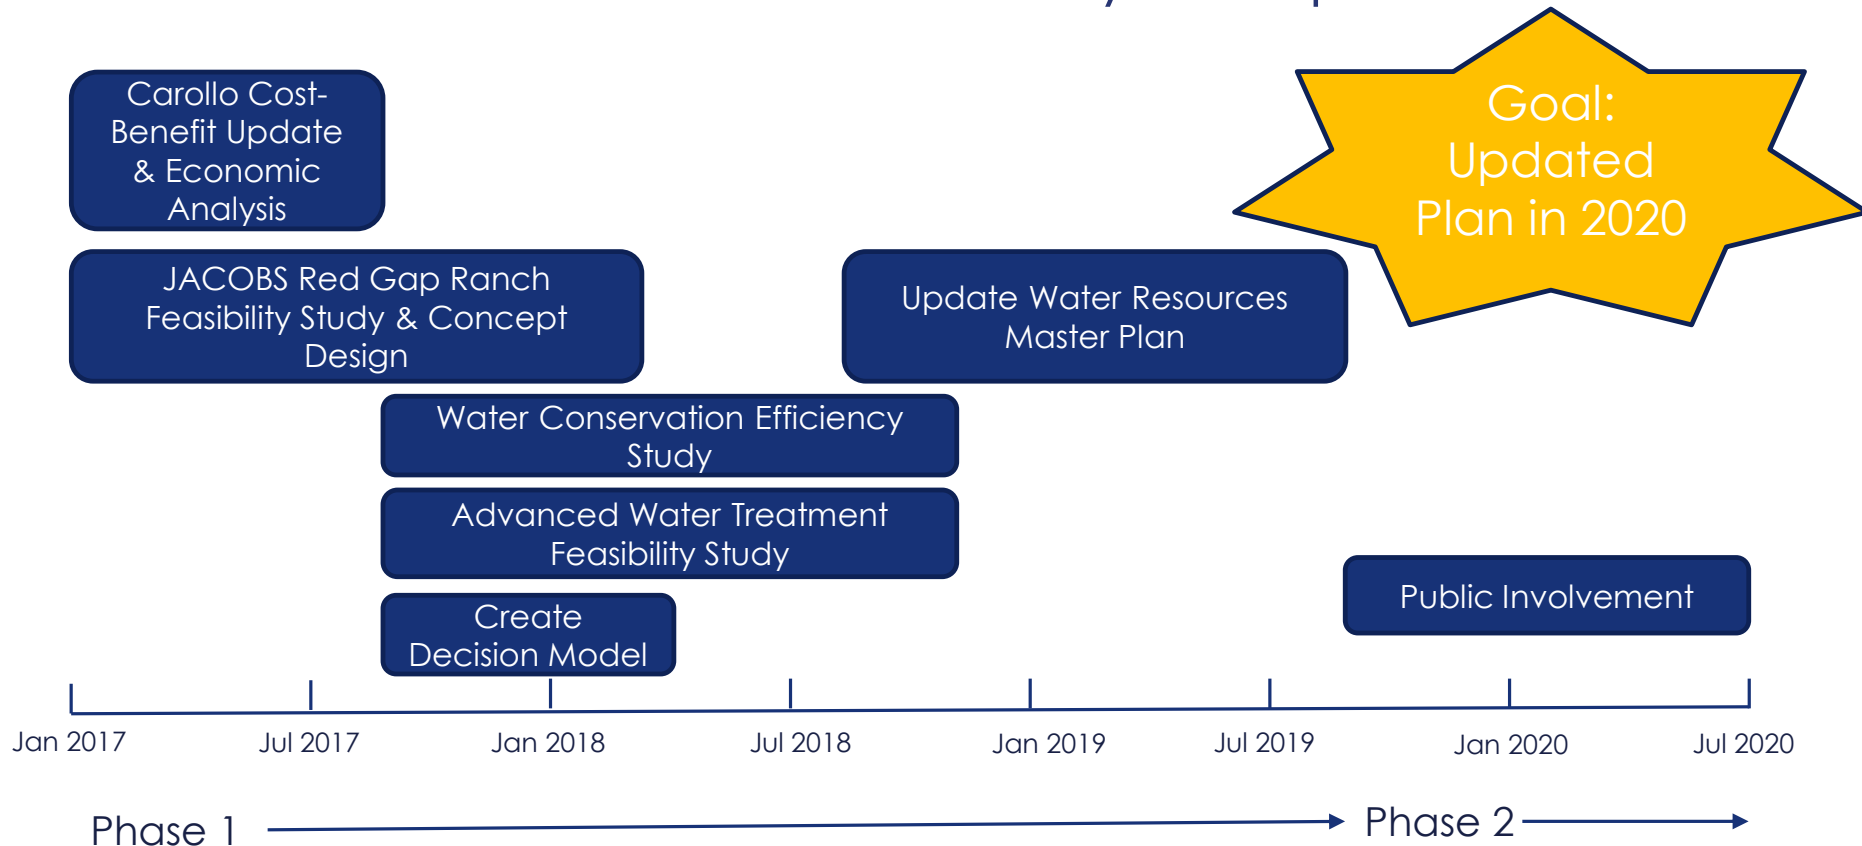 Carollo Cost-
Benefit Update
& Economic
Analysis
Goal:
Updated
Plan in 2020
JACOBS Red Gap Ranch
Feasibility Study & Concept
Design
Update Water Resources
Master Plan
Water Conservation Efficiency
Study
Advanced Water Treatment
Feasibility Study
Create
Decision Model
Public Involvement
Jan 2017
Jul 2017
Jan 2018
Jul 2018
Jan 2019
Jul 2019
Jan 2020
Jul 2020
Phase 1
Phase 2